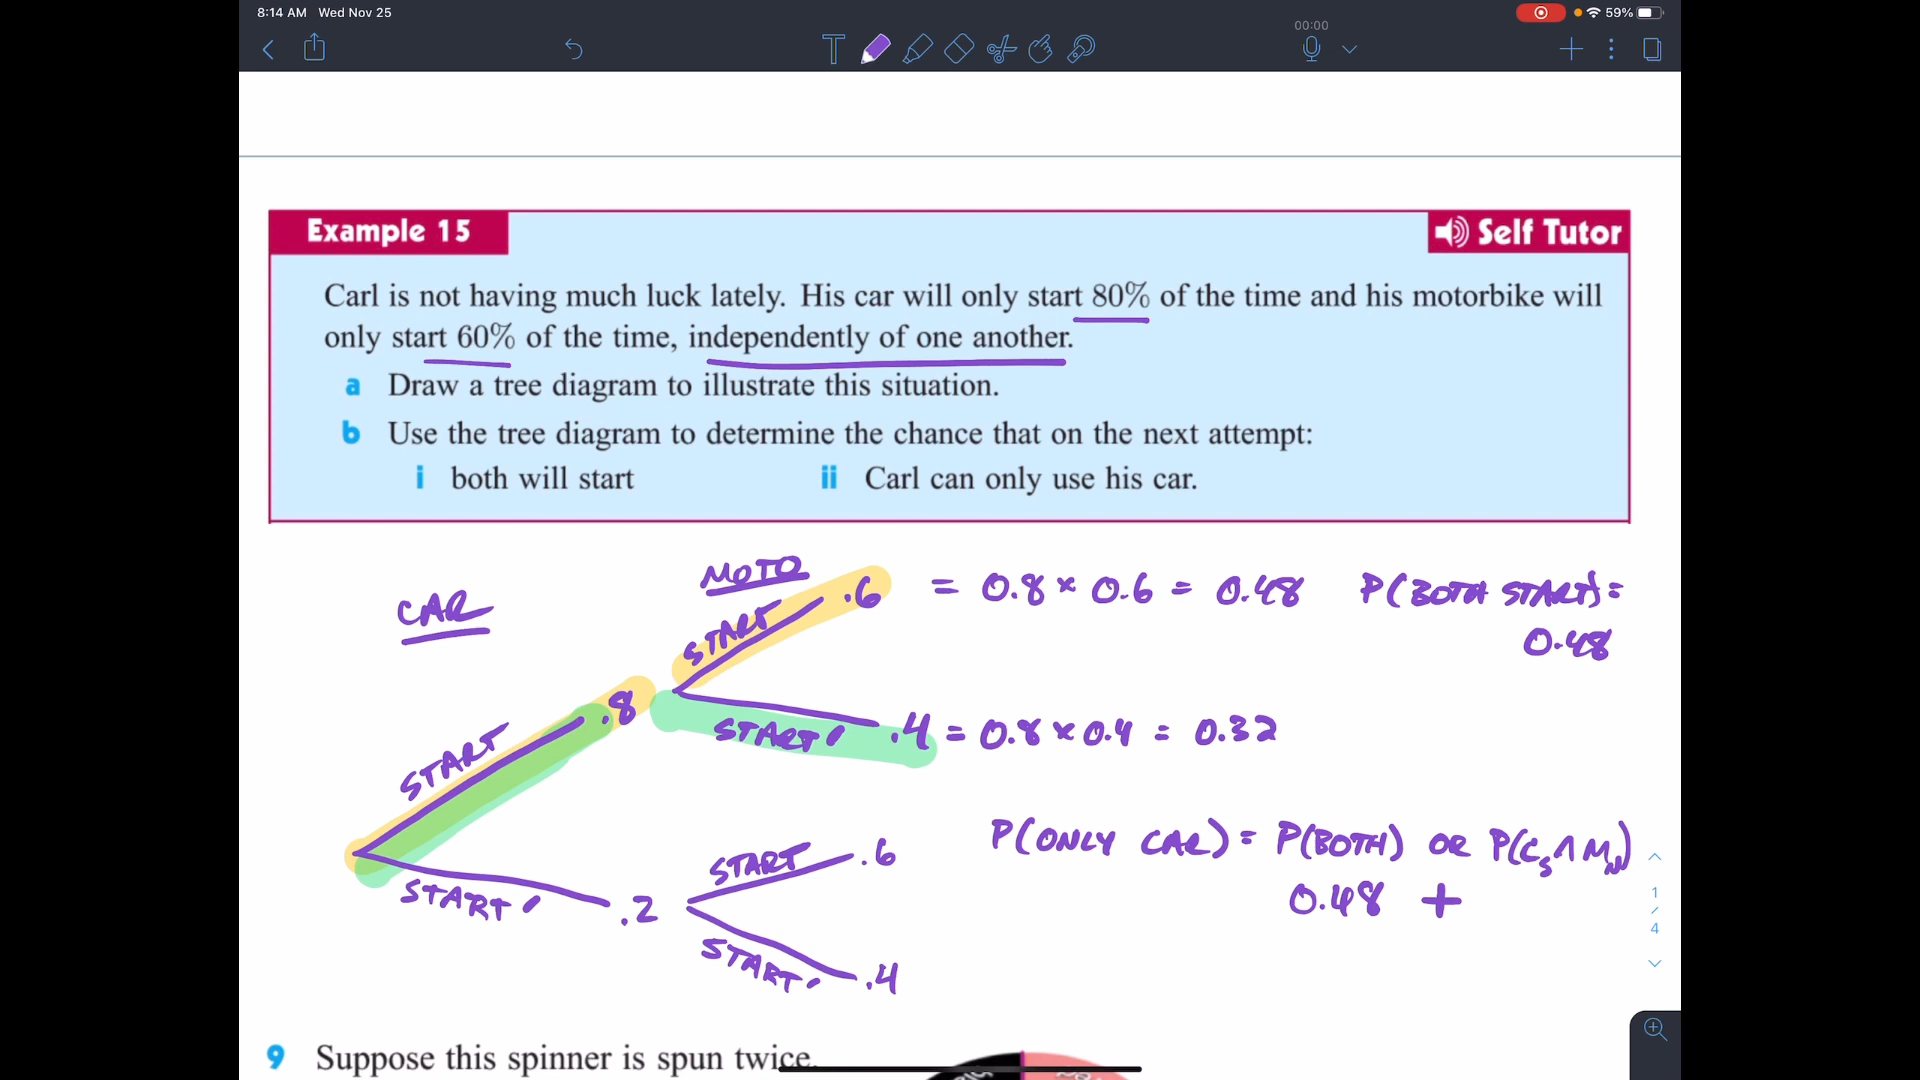 8:14 AM Wed Nov 25
59%
00:00
Example 15
Self Tutor
Carl is not having much luck lately. His car will only start 80% of the time and his motorbike will
only start 60% of the time, independently of one another.
a Draw a tree diagram to illustrate this situation.
b Use the tree diagram to determine the chance that on the next attempt:
i both will start ii Carl can only use his car.
CAR
MOTO
START .6 = 0.8 × 0.6 = 0.48 P(BOTH START) =
0.48
START .8
START' .4 = 0.8 × 0.4 = 0.32
START' .2
START .6
START' .4
P(ONLY CAR) = P(BOTH) OR P(C_S ∩ M_N)
0.48 +
1
/
4
9 Suppose this spinner is spun twice.